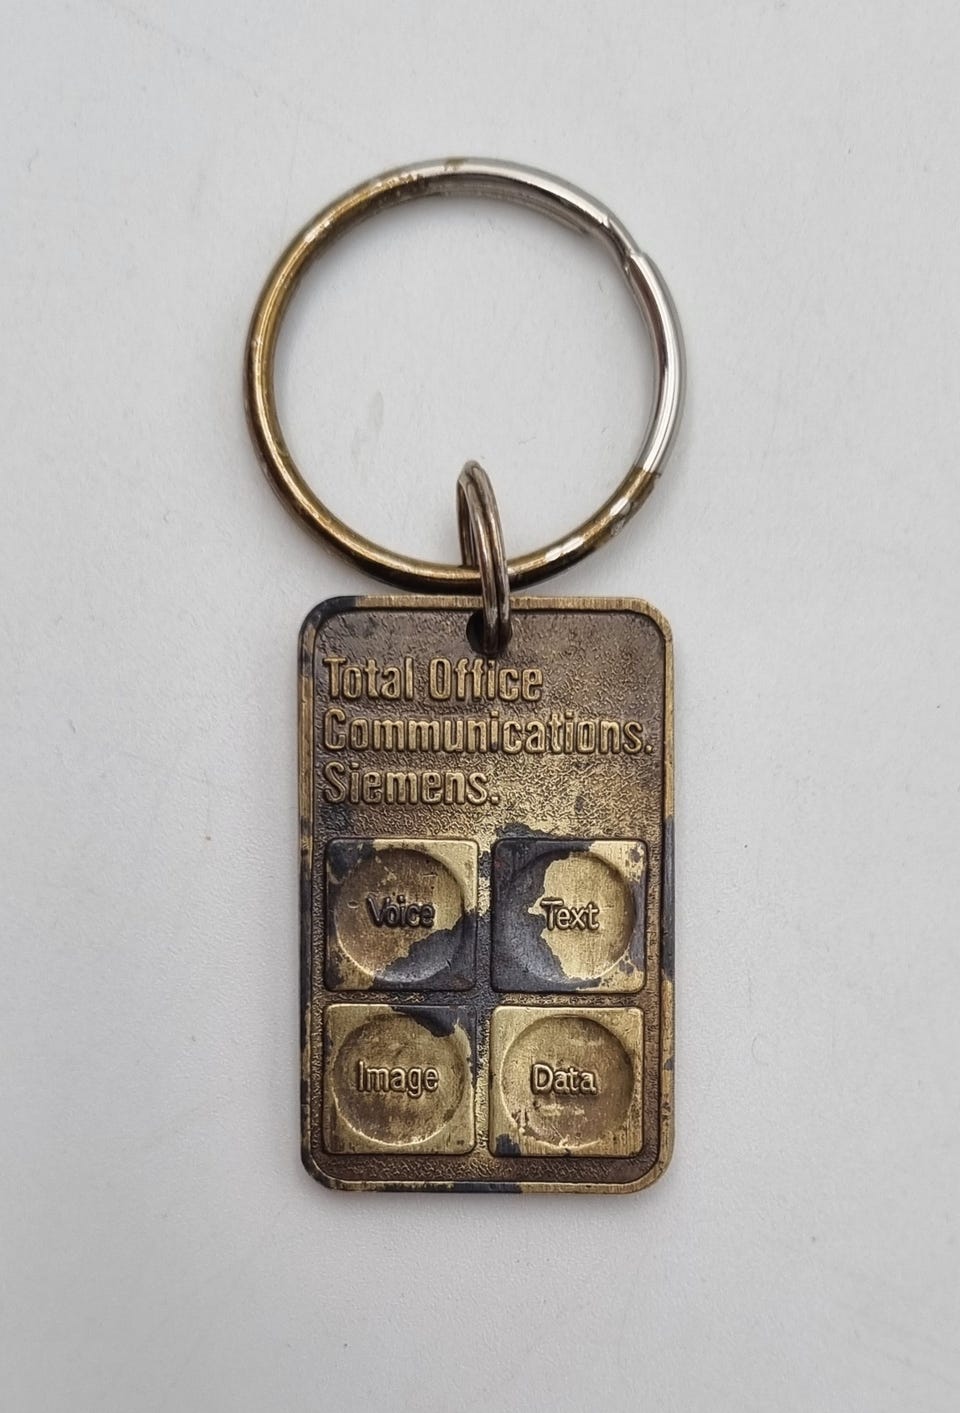 Total Office
Communications.
Siemens.
Voice
Text
Image
Data